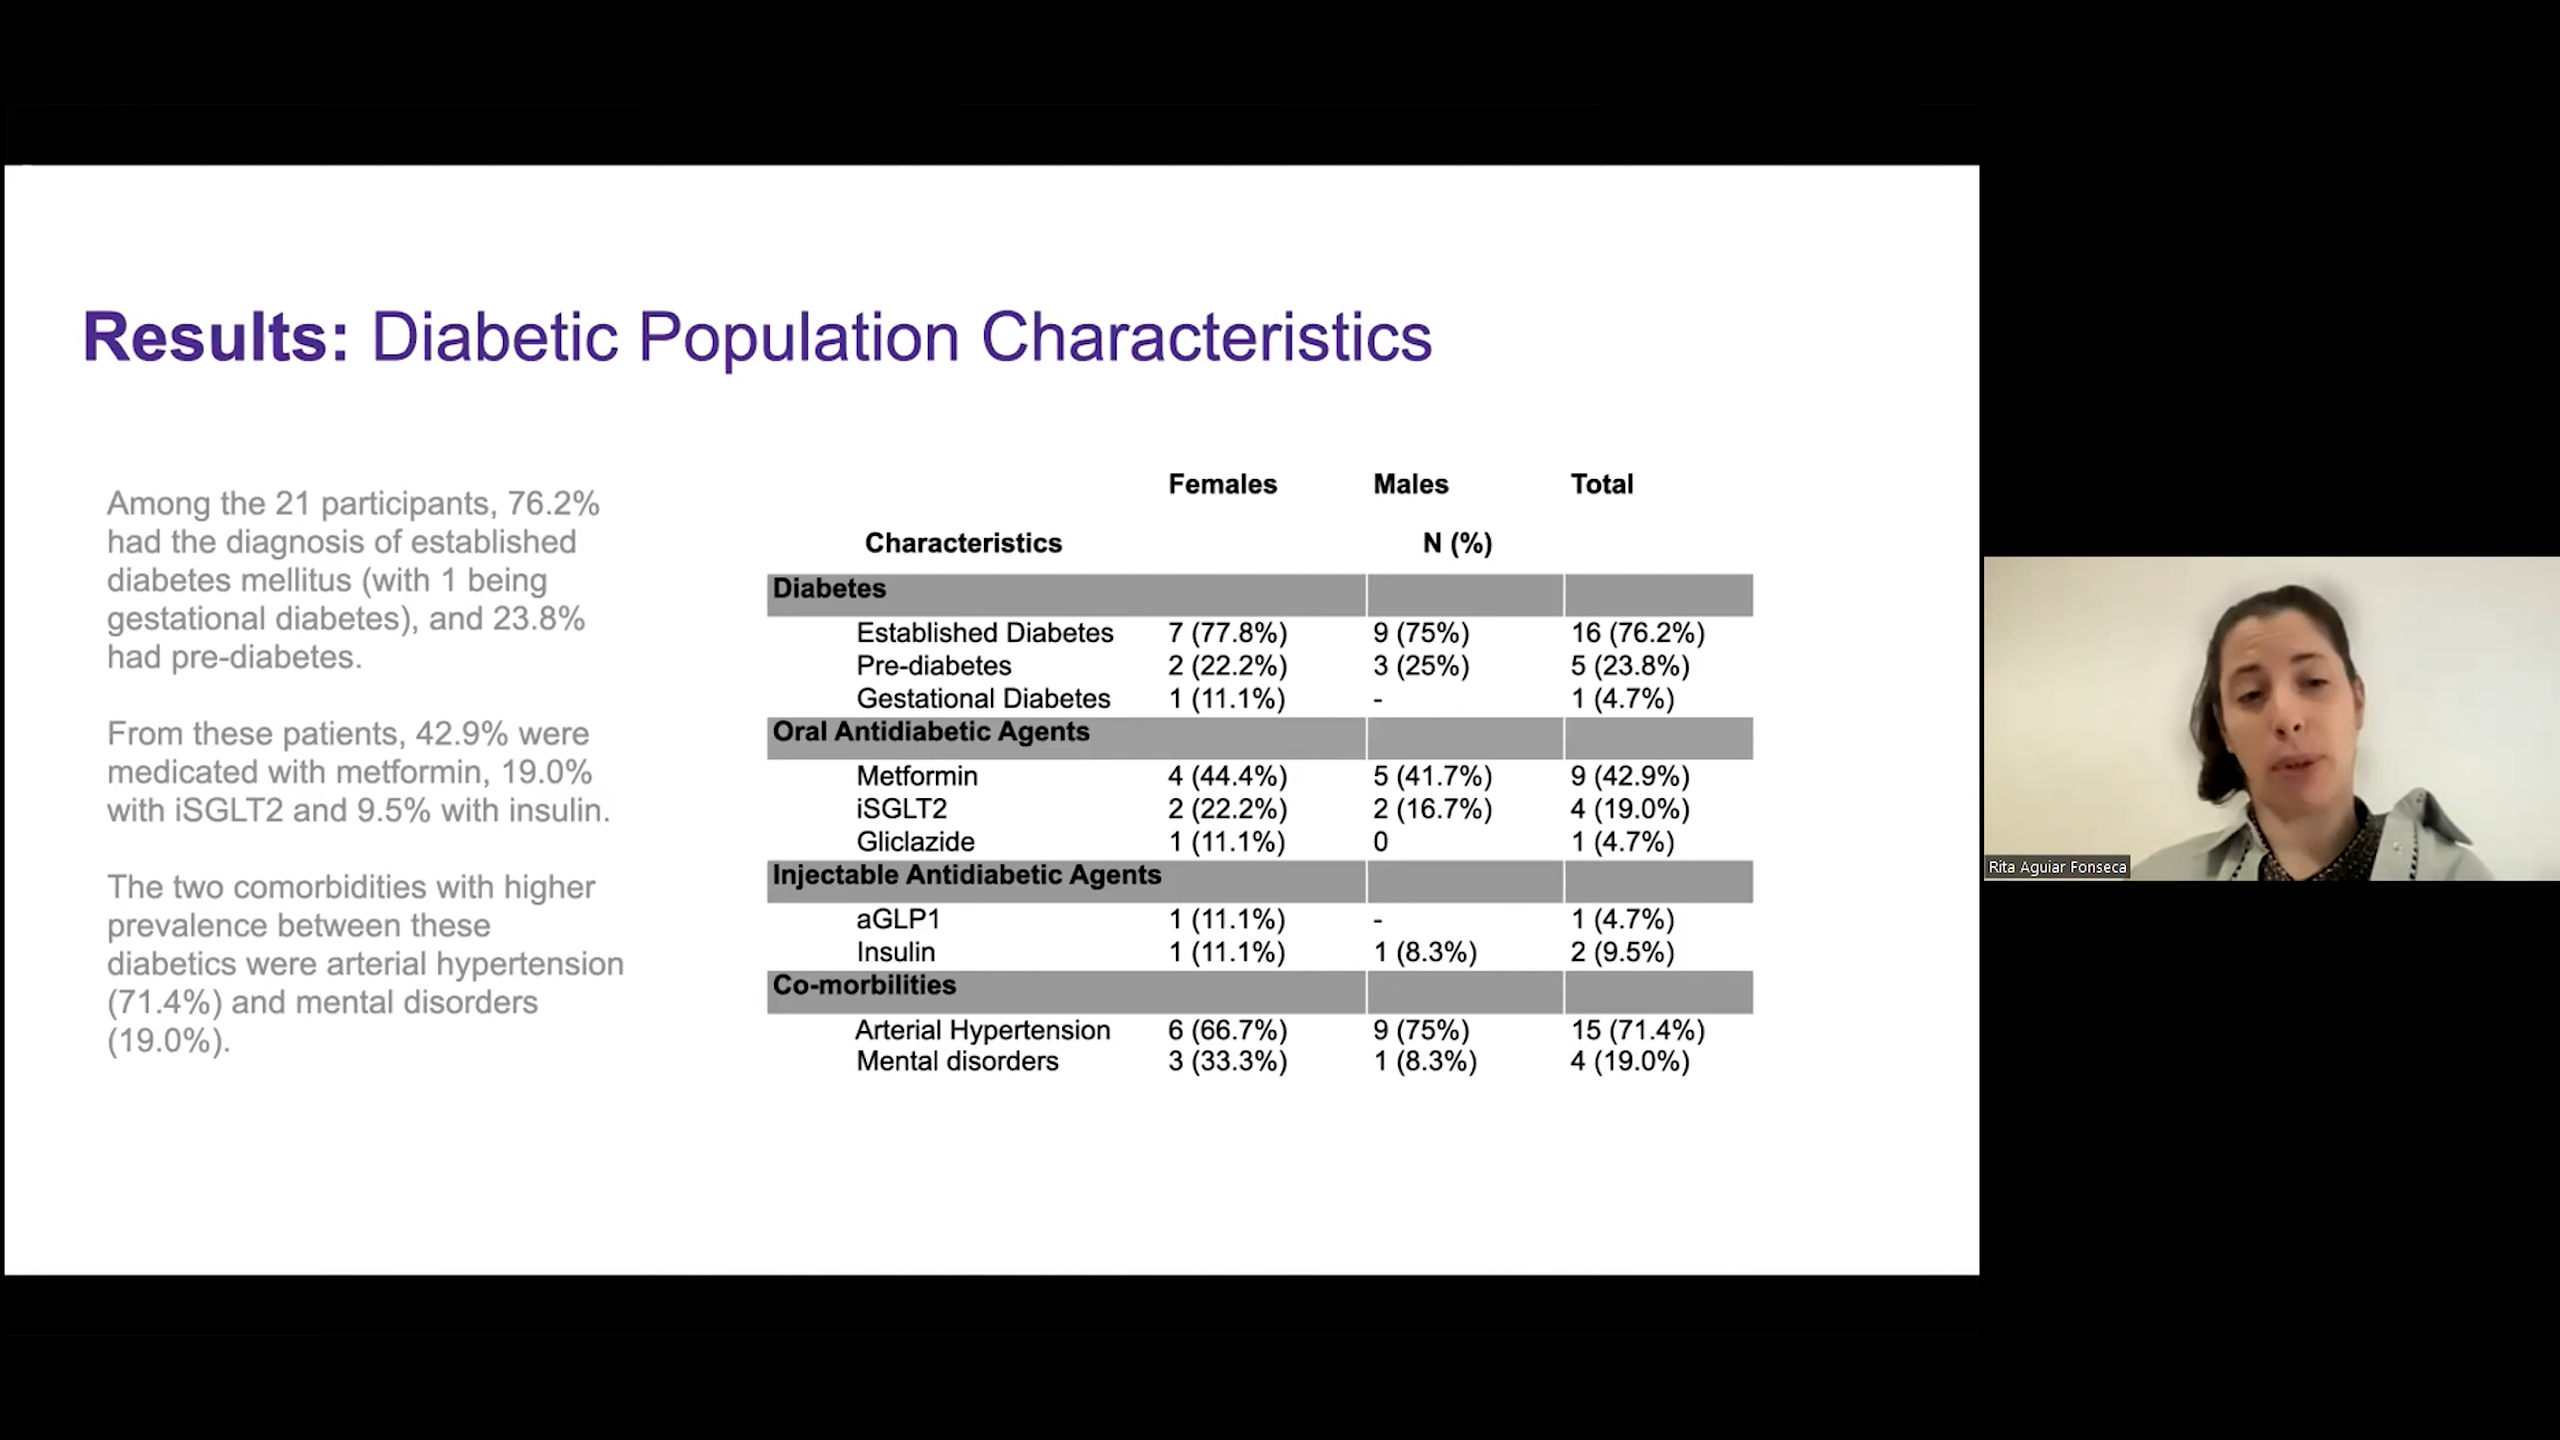 Results: Diabetic Population Characteristics
Among the 21 participants, 76.2%
had the diagnosis of established
diabetes mellitus (with 1 being
gestational diabetes), and 23.8%
had pre-diabetes.
From these patients, 42.9% were
medicated with metformin, 19.0%
with iSGLT2 and 9.5% with insulin.
The two comorbidities with higher
prevalence between these
diabetics were arterial hypertension
(71.4%) and mental disorders
(19.0%).
Females Males Total
Characteristics N (%)
Diabetes
Established Diabetes 7 (77.8%) 9 (75%) 16 (76.2%)
Pre-diabetes 2 (22.2%) 3 (25%) 5 (23.8%)
Gestational Diabetes 1 (11.1%) - 1 (4.7%)
Oral Antidiabetic Agents
Metformin 4 (44.4%) 5 (41.7%) 9 (42.9%)
iSGLT2 2 (22.2%) 2 (16.7%) 4 (19.0%)
Gliclazide 1 (11.1%) 0 1 (4.7%)
Injectable Antidiabetic Agents
aGLP1 1 (11.1%) - 1 (4.7%)
Insulin 1 (11.1%) 1 (8.3%) 2 (9.5%)
Co-morbilities
Arterial Hypertension 6 (66.7%) 9 (75%) 15 (71.4%)
Mental disorders 3 (33.3%) 1 (8.3%) 4 (19.0%)
Rita Aguiar Fonseca